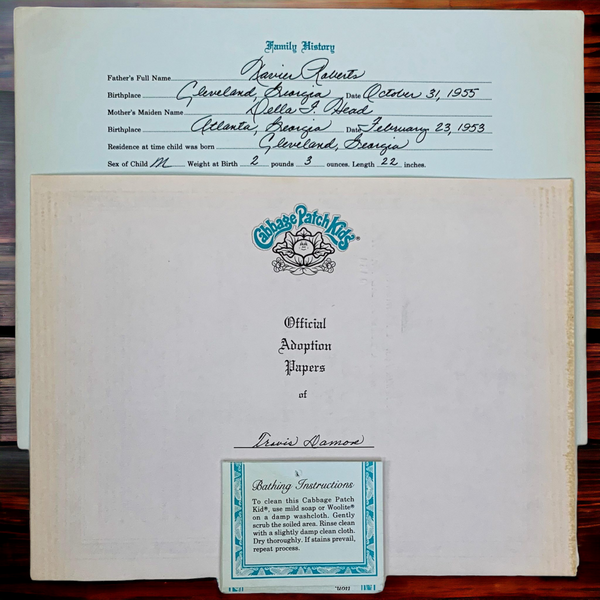 Family History
Father's Full Name Xavier Roberts
Birthplace Cleveland, Georgia Date October 31, 1955
Mother's Maiden Name Della I. Head
Birthplace Atlanta, Georgia Date February 23, 1953
Residence at time child was born Cleveland, Georgia
Sex of Child M Weight at Birth 2 pounds 3 ounces. Length 22 inches.
Cabbage Patch Kids®
Official
Adoption
Papers
of
Travis Damon
Bathing Instructions
To clean this Cabbage Patch
Kid®, use mild soap or Woolite®
on a damp washcloth. Gently
scrub the soiled area. Rinse clean
with a slightly damp clean cloth.
Dry thoroughly. If stains prevail,
repeat process.